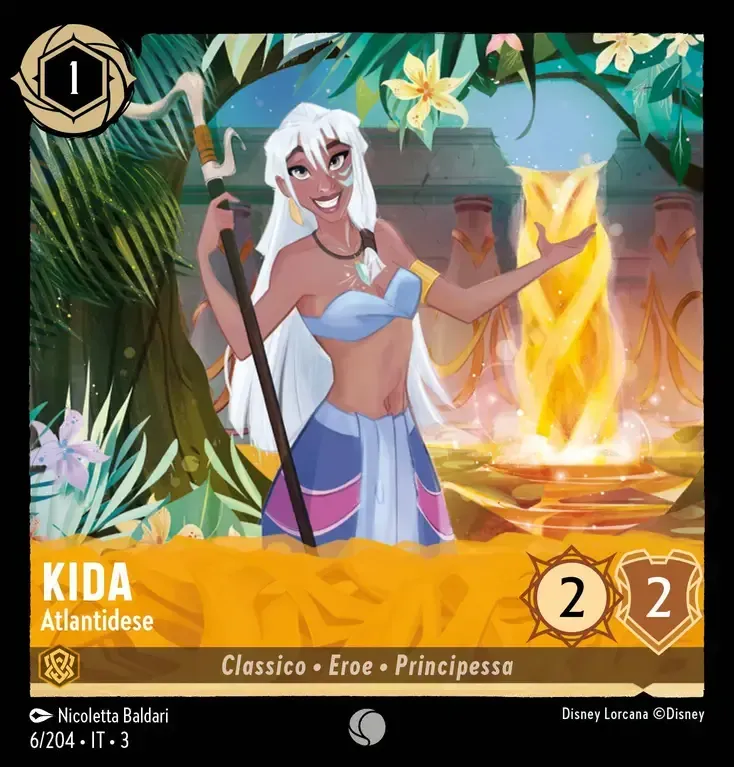 1
KIDA
Atlantidese
2 2
Classico • Eroe • Principessa
Nicoletta Baldari
Disney Lorcana ©Disney
6/204 • IT • 3